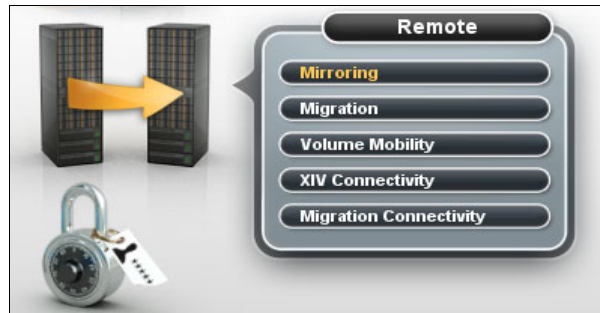 Remote
Mirroring
Migration
Volume Mobility
XIV Connectivity
Migration Connectivity
*****